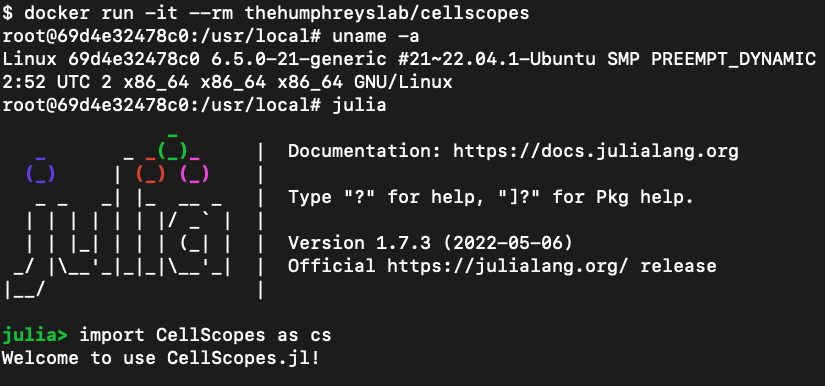 $ docker run -it --rm thehumphreyslab/cellscopes
root@69d4e32478c0:/usr/local# uname -a
Linux 69d4e32478c0 6.5.0-21-generic #21~22.04.1-Ubuntu SMP PREEMPT_DYNAMIC
2:52 UTC 2 x86_64 x86_64 x86_64 GNU/Linux
root@69d4e32478c0:/usr/local# julia
               _
   _       _ _(_)_     |  Documentation: https://docs.julialang.org
  (_)     | (_) (_)    |
   _ _   _| |_  __ _   |  Type "?" for help, "]?" for Pkg help.
  | | | | | | |/ _` |  |
  | | |_| | | | (_| |  |  Version 1.7.3 (2022-05-06)
 _/ |\__'_|_|_|\__'_|  |  Official https://julialang.org/ release
|__/                   |
julia> import CellScopes as cs
Welcome to use CellScopes.jl!